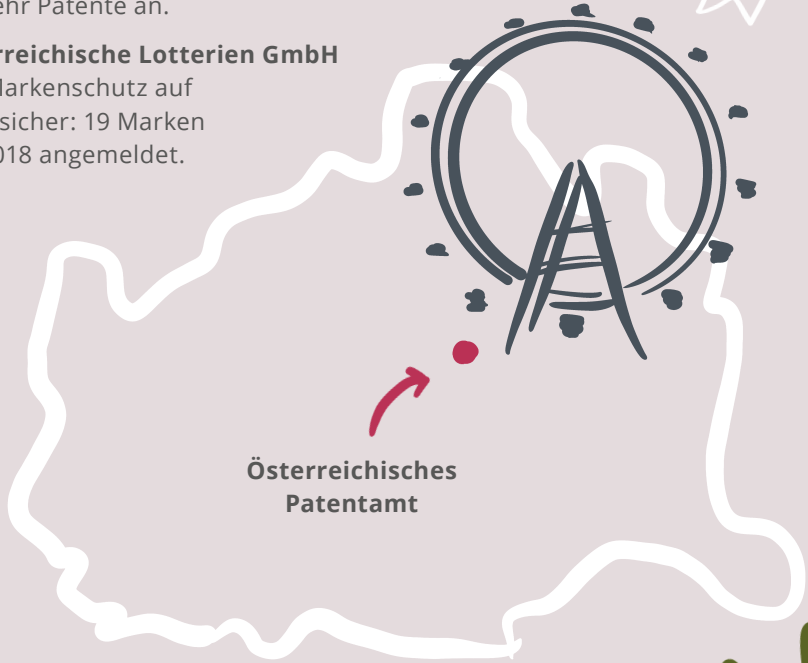 ehr Patente an.
rreichische Lotterien GmbH
Markenschutz auf
sicher: 19 Marken
018 angemeldet.
Österreichisches
Patentamt